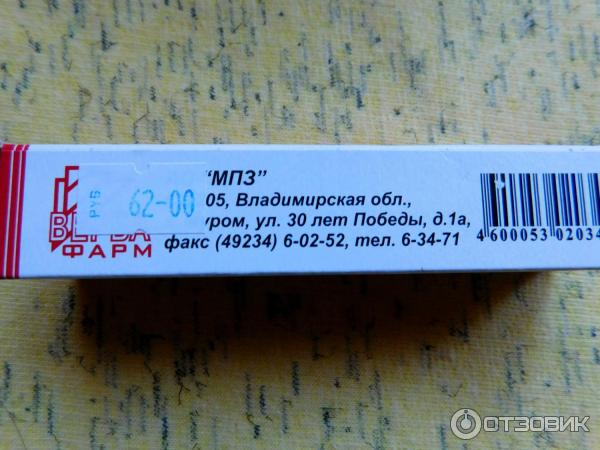 РУБ 62-00
"МПЗ"
05, Владимирская обл.,
уром, ул. 30 лет Победы, д.1а,
факс (49234) 6-02-52, тел. 6-34-71
ФАРМ
4 600053 02034
ОТЗОВИК